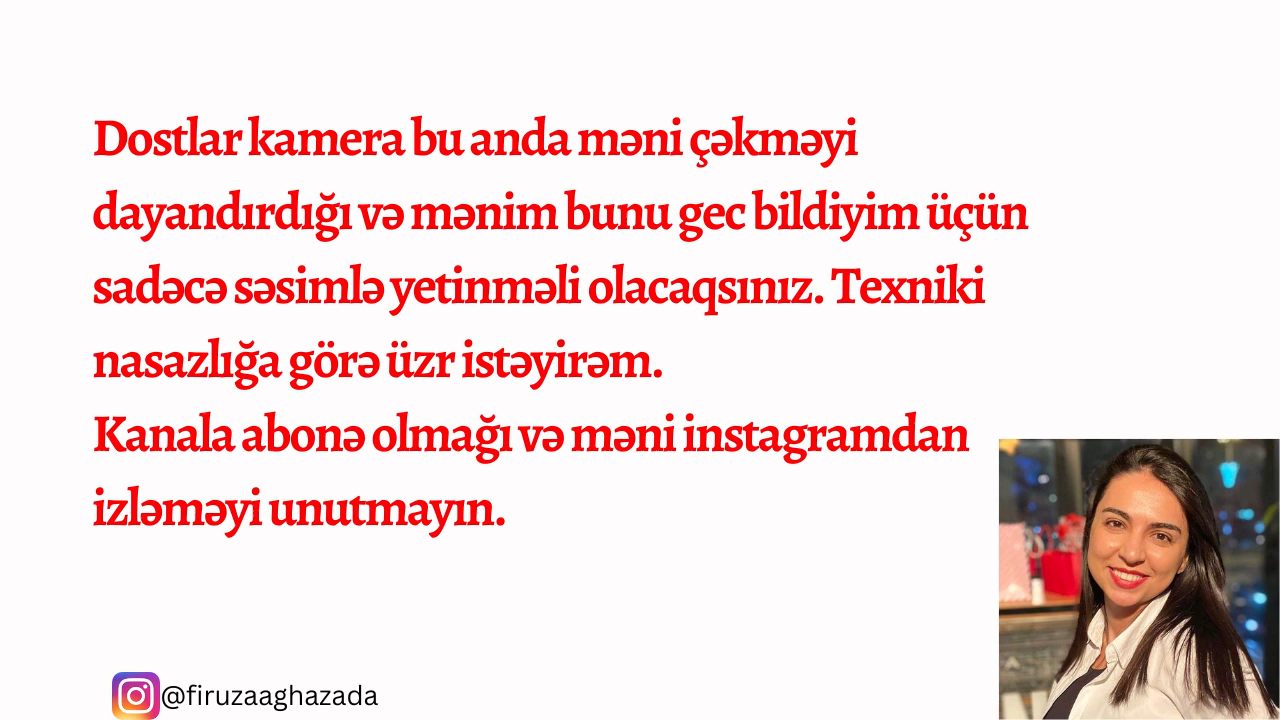 Dostlar kamera bu anda məni çəkməyi
dayandırdığı və mənim bunu gec bildiyim üçün
sadəcə səsimlə yetinməli olacaqsınız. Texniki
nasazlığa görə üzr istəyirəm.
Kanala abonə olmağı və məni instagramdan
izləməyi unutmayın.
@firuzaaghazada